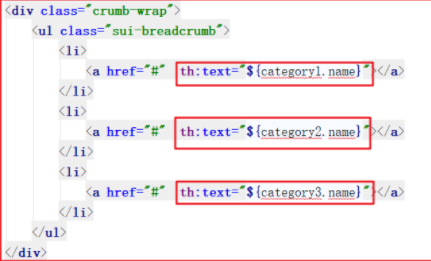 <div class="crumb-wrap">
<ul class="sui-breadcrumb">
<li>
<a href="#" th:text="${category1.name}"></a>
</li>
<li>
<a href="#" th:text="${category2.name}"></a>
</li>
<li>
<a href="#" th:text="${category3.name}"></a>
</li>
</ul>
</div>